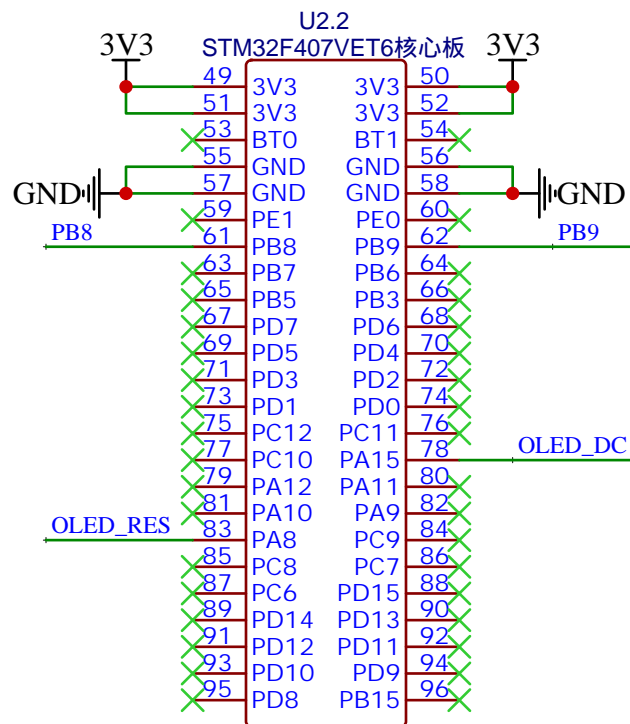 U2.2
STM32F407VET6核心板
3V3 3V3
49 3V3 3V3 50
51 3V3 3V3 52
53 BT0 BT1 54
55 GND GND 56
GND 57 GND GND 58 GND
59 PE1 PE0 60
PB8 61 PB8 PB9 62 PB9
63 PB7 PB6 64
65 PB5 PB3 66
67 PD7 PD6 68
69 PD5 PD4 70
71 PD3 PD2 72
73 PD1 PD0 74
75 PC12 PC11 76
77 PC10 PA15 78 OLED_DC
79 PA12 PA11 80
81 PA10 PA9 82
OLED_RES 83 PA8 PC9 84
85 PC8 PC7 86
87 PC6 PD15 88
89 PD14 PD13 90
91 PD12 PD11 92
93 PD10 PD9 94
95 PD8 PB15 96